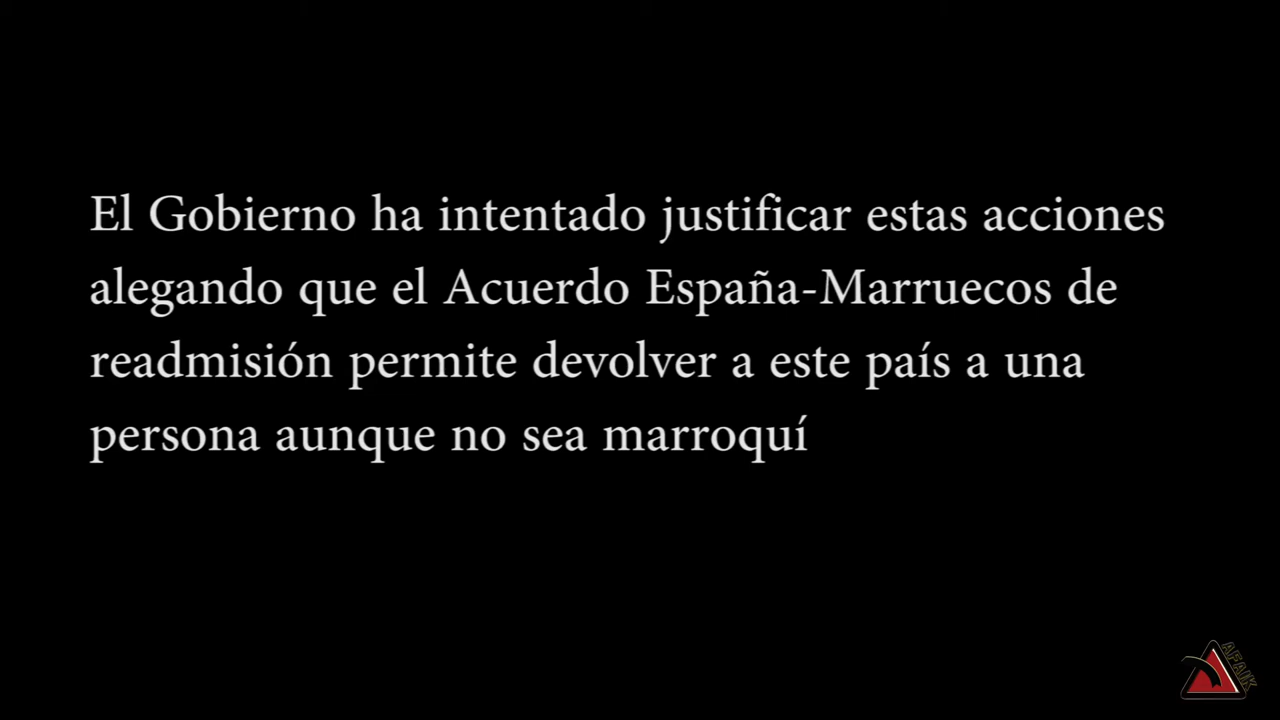 El Gobierno ha intentado justificar estas acciones
alegando que el Acuerdo España-Marruecos de
readmisión permite devolver a este país a una
persona aunque no sea marroquí
AFAIK